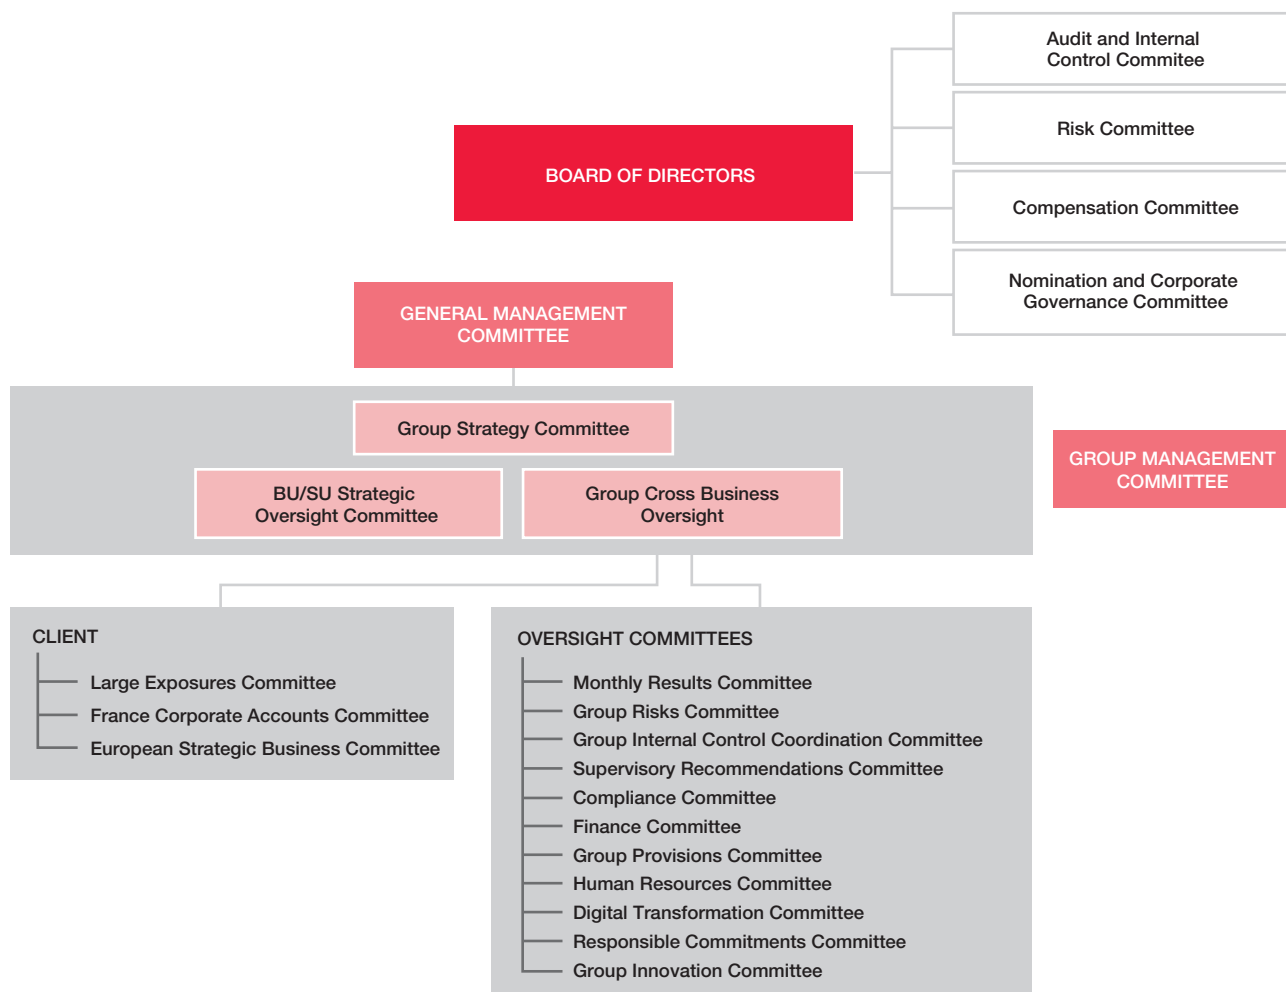 Audit and Internal
Control Commitee
Risk Committee
BOARD OF DIRECTORS
Compensation Committee
Nomination and Corporate
Governance Committee
GENERAL MANAGEMENT
COMMITTEE
Group Strategy Committee
GROUP MANAGEMENT
COMMITTEE
BU/SU Strategic
Oversight Committee
Group Cross Business
Oversight
CLIENT
Large Exposures Committee
France Corporate Accounts Committee
European Strategic Business Committee
OVERSIGHT COMMITTEES
Monthly Results Committee
Group Risks Committee
Group Internal Control Coordination Committee
Supervisory Recommendations Committee
Compliance Committee
Finance Committee
Group Provisions Committee
Human Resources Committee
Digital Transformation Committee
Responsible Commitments Committee
Group Innovation Committee